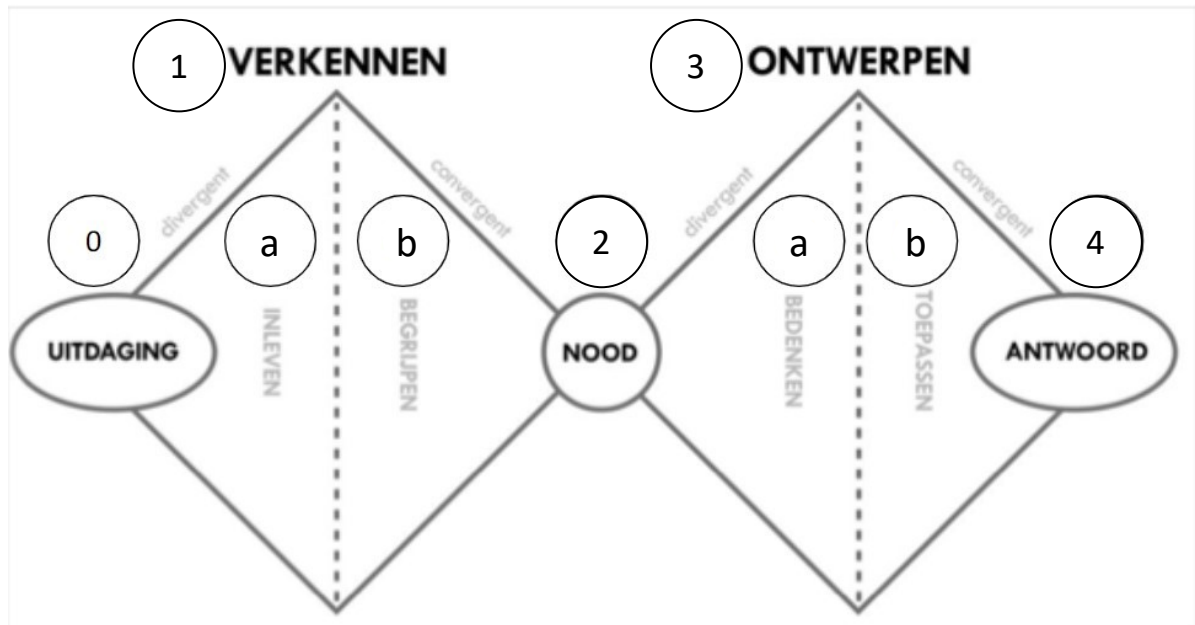 1 VERKENNEN
3 ONTWERPEN
divergent
convergent
divergent
convergent
0
a
b
2
a
b
4
UITDAGING
INLEVEN
BEGRIJPEN
NOOD
BEDENKEN
TOEPASSEN
ANTWOORD